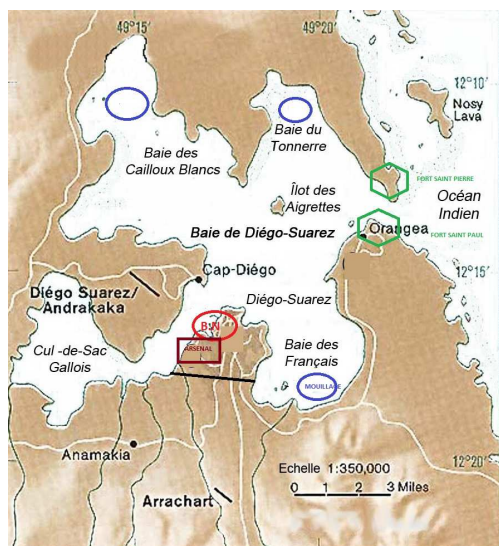 49°15'
49°20
12°10'
Nosy
Lava
Baie du
Tonnerre
Baie des
Cailloux Blancs
FORT SAINT PIERRE
Îlot des
Aigrettes
Océan
Indien
Baie de Diégo-Suarez
Orangea
FORT SAINT PAUL
Cap-Diégo
12°15'
Diégo Suarez/
Andrakaka
Diégo-Suarez
B.N
ARSENAL
Cul -de-Sac
Gallois
Baie des
Français
MOUILLAGE
Anamakia
12°20
Echelle 1:350,000
0 1 2 3 Miles
Arrachart